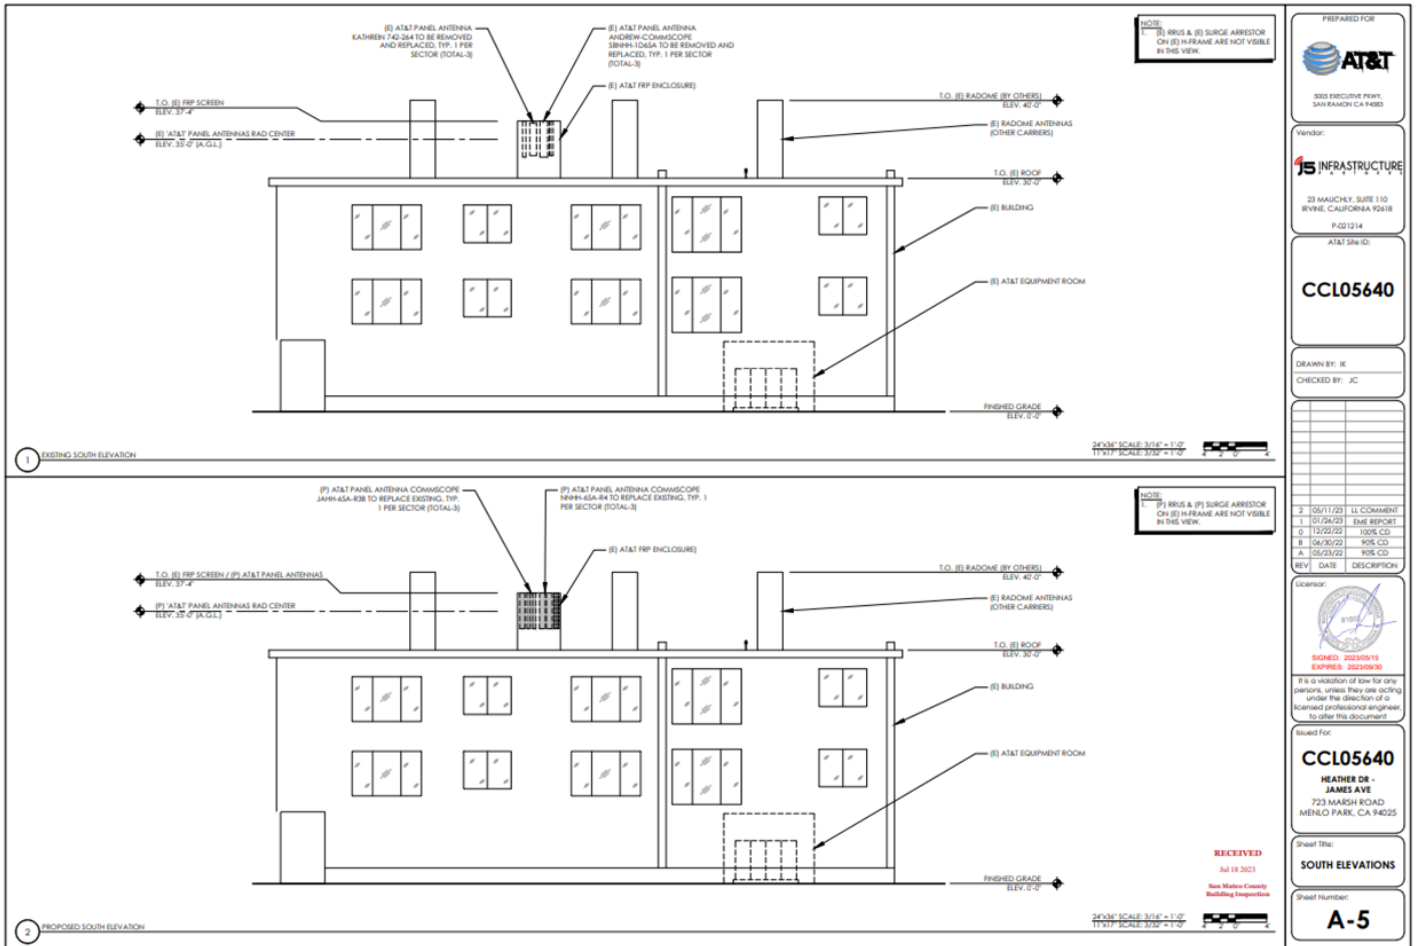 (E) AT&T PANEL ANTENNA
KATHREIN 742-264 TO BE REMOVED
AND REPLACED, TYP. 1 PER
SECTOR (TOTAL-3)
(E) AT&T PANEL ANTENNA
ANDREW-COMMSCOPE
SBNHH-1D65A TO BE REMOVED AND
REPLACED, TYP. 1 PER SECTOR
(TOTAL-3)
(E) AT&T FRP ENCLOSURE)
T.O. (E) FRP SCREEN
ELEV. 37'-4"
(E) 'AT&T' PANEL ANTENNAS RAD CENTER
ELEV. 35'-0" (A.G.L.)
T.O. (E) RADOME (BY OTHERS)
ELEV. 40'-0"
(E) RADOME ANTENNAS
(OTHER CARRIERS)
T.O. (E) ROOF
ELEV. 30'-0"
(E) BUILDING
(E) AT&T EQUIPMENT ROOM
FINISHED GRADE
ELEV. 0'-0"
NOTE:
1. (E) RRUS & (E) SURGE ARRESTOR
ON (E) H-FRAME ARE NOT VISIBLE
IN THIS VIEW.
1 EXISTING SOUTH ELEVATION
24"x36" SCALE: 3/16" = 1'-0"
11"x17" SCALE: 3/32" = 1'-0"
4' 2' 0" 4'
(P) AT&T PANEL ANTENNA COMMSCOPE
JAHH-65A-R3B TO REPLACE EXISTING, TYP.
1 PER SECTOR (TOTAL-3)
(P) AT&T PANEL ANTENNA COMMSCOPE
NNHH-65A-R4 TO REPLACE EXISTING, TYP. 1
PER SECTOR (TOTAL-3)
(E) AT&T FRP ENCLOSURE)
T.O. (E) FRP SCREEN / (P) AT&T PANEL ANTENNAS
ELEV. 37'-4"
(P) 'AT&T' PANEL ANTENNAS RAD CENTER
ELEV. 35'-0" (A.G.L.)
T.O. (E) RADOME (BY OTHERS)
ELEV. 40'-0"
(E) RADOME ANTENNAS
(OTHER CARRIERS)
T.O. (E) ROOF
ELEV. 30'-0"
(E) BUILDING
(E) AT&T EQUIPMENT ROOM
FINISHED GRADE
ELEV. 0'-0"
NOTE:
1. (P) RRUS & (P) SURGE ARRESTOR
ON (E) H-FRAME ARE NOT VISIBLE
IN THIS VIEW.
RECEIVED
Jul 18 2023
San Mateo County
Building Inspection
2 PROPOSED SOUTH ELEVATION
24"x36" SCALE: 3/16" = 1'-0"
11"x17" SCALE: 3/32" = 1'-0"
4' 2' 0" 4'
PREPARED FOR
AT&T
5005 EXECUTIVE PKWY,
SAN RAMON CA 94583
Vendor:
J5 INFRASTRUCTURE
PARTNERS
23 MAUCHLY, SUITE 110
IRVINE, CALIFORNIA 92618
P-021214
AT&T Site ID:
CCL05640
DRAWN BY: IK
CHECKED BY: JC
2 05/11/23 LL COMMENT
1 01/26/23 EME REPORT
0 12/22/22 100% CD
B 06/30/22 90% CD
A 05/23/22 90% CD
REV DATE DESCRIPTION
Licensor:
SIGNED: 2023/05/15
EXPIRES: 2023/09/30
It is a violation of law for any
persons, unless they are acting
under the direction of a
licensed professional engineer,
to alter this document
Issued For:
CCL05640
HEATHER DR -
JAMES AVE
723 MARSH ROAD
MENLO PARK, CA 94025
Sheet Title:
SOUTH ELEVATIONS
Sheet Number:
A-5